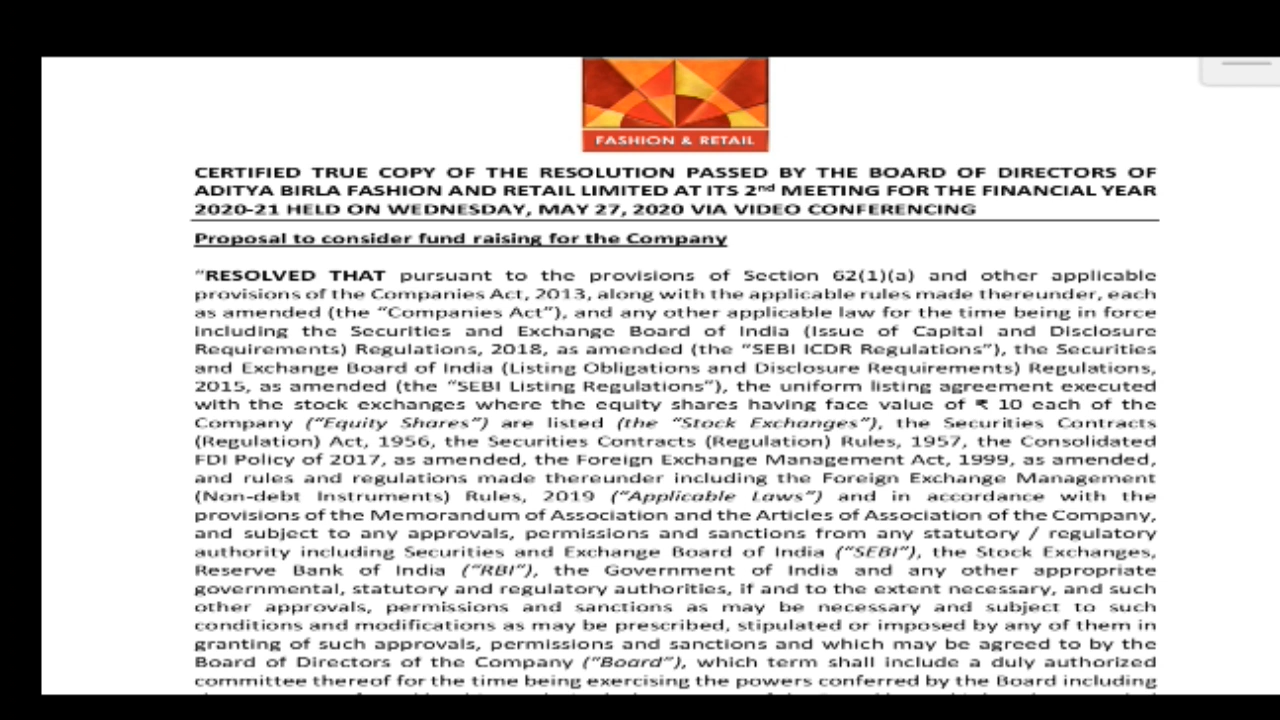 FASHION & RETAIL
CERTIFIED TRUE COPY OF THE RESOLUTION PASSED BY THE BOARD OF DIRECTORS OF
ADITYA BIRLA FASHION AND RETAIL LIMITED AT ITS 2nd MEETING FOR THE FINANCIAL YEAR
2020-21 HELD ON WEDNESDAY, MAY 27, 2020 VIA VIDEO CONFERENCING
Proposal to consider fund raising for the Company
“RESOLVED THAT pursuant to the provisions of Section 62(1)(a) and other applicable
provisions of the Companies Act, 2013, along with the applicable rules made thereunder, each
as amended (the “Companies Act”), and any other applicable law for the time being in force
including the Securities and Exchange Board of India (Issue of Capital and Disclosure
Requirements) Regulations, 2018, as amended (the “SEBI ICDR Regulations”), the Securities
and Exchange Board of India (Listing Obligations and Disclosure Requirements) Regulations,
2015, as amended (the “SEBI Listing Regulations”), the uniform listing agreement executed
with the stock exchanges where the equity shares having face value of ₹ 10 each of the
Company (“Equity Shares”) are listed (the “Stock Exchanges”), the Securities Contracts
(Regulation) Act, 1956, the Securities Contracts (Regulation) Rules, 1957, the Consolidated
FDI Policy of 2017, as amended, the Foreign Exchange Management Act, 1999, as amended,
and rules and regulations made thereunder including the Foreign Exchange Management
(Non-debt Instruments) Rules, 2019 (“Applicable Laws”) and in accordance with the
provisions of the Memorandum of Association and the Articles of Association of the Company,
and subject to any approvals, permissions and sanctions from any statutory / regulatory
authority including Securities and Exchange Board of India (“SEBI”), the Stock Exchanges,
Reserve Bank of India (“RBI”), the Government of India and any other appropriate
governmental, statutory and regulatory authorities, if and to the extent necessary, and such
other approvals, permissions and sanctions as may be necessary and subject to such
conditions and modifications as may be prescribed, stipulated or imposed by any of them in
granting of such approvals, permissions and sanctions and which may be agreed to by the
Board of Directors of the Company (“Board”), which term shall include a duly authorized
committee thereof for the time being exercising the powers conferred by the Board including